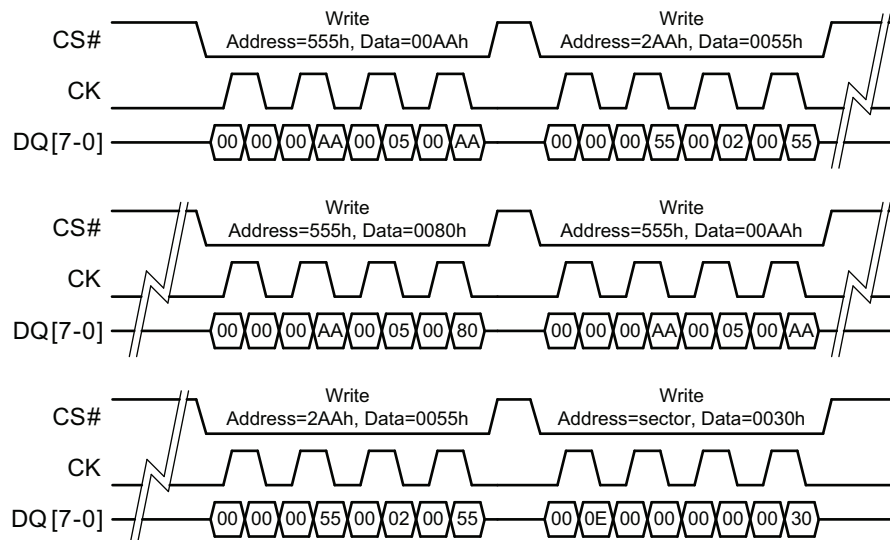 Write Write
CS# Address=555h, Data=00AAh Address=2AAh, Data=0055h
CK
DQ[7-0] 00 00 00 AA 00 05 00 AA 00 00 00 55 00 02 00 55
Write Write
CS# Address=555h, Data=0080h Address=555h, Data=00AAh
CK
DQ[7-0] 00 00 00 AA 00 05 00 80 00 00 00 AA 00 05 00 AA
Write Write
CS# Address=2AAh, Data=0055h Address=sector, Data=0030h
CK
DQ[7-0] 00 00 00 55 00 02 00 55 00 0E 00 00 00 00 00 30